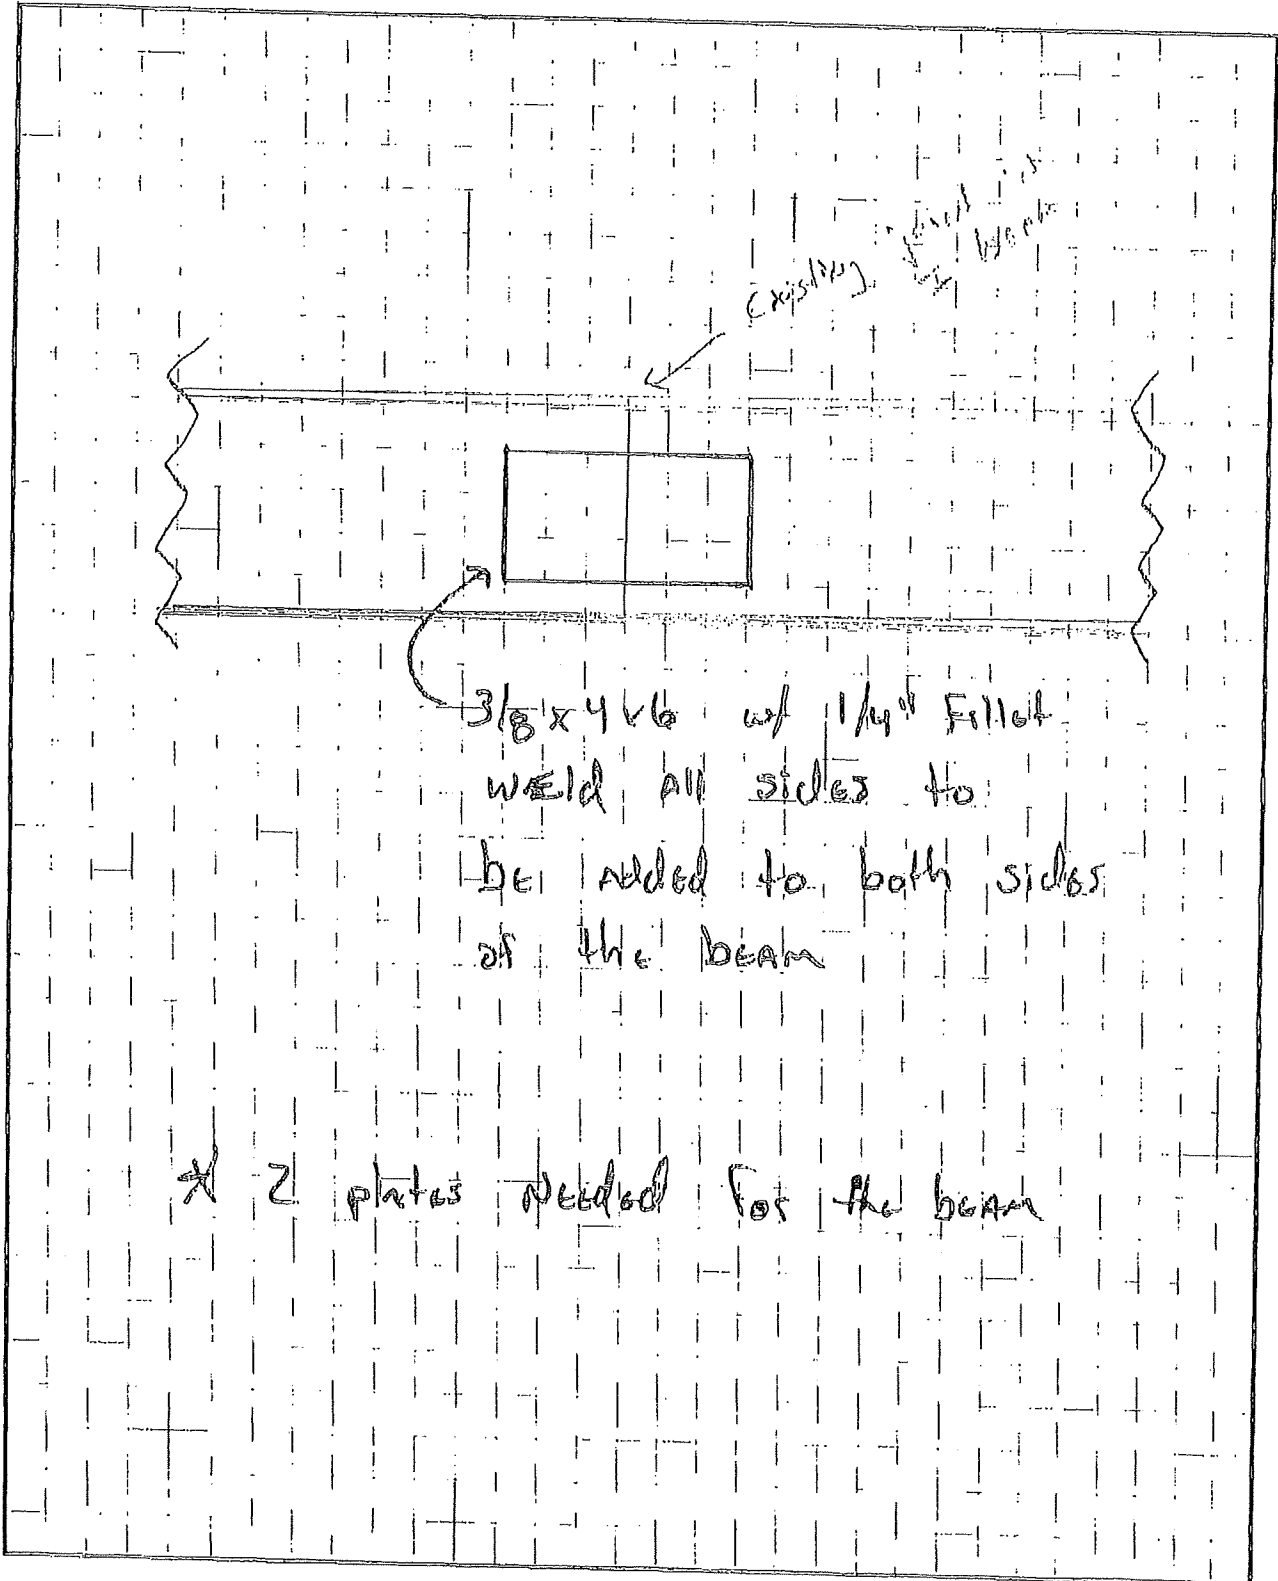 Existing
3/8 x 4 x 6 w/ 1/4" Fillet
WELd All sidEs to
bE AddEd to both sidEs
of thE bEAm
* 2 plAtEs NEEdEd For thE bEAm